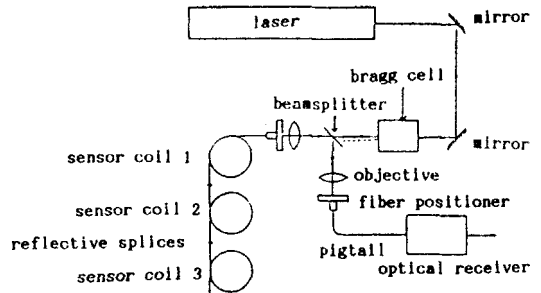 laser
mirror
bragg cell
beamsplitter
mirror
sensor coil 1
objective
sensor coil 2
fiber positioner
reflective splices
pigtail
optical receiver
sensor coil 3